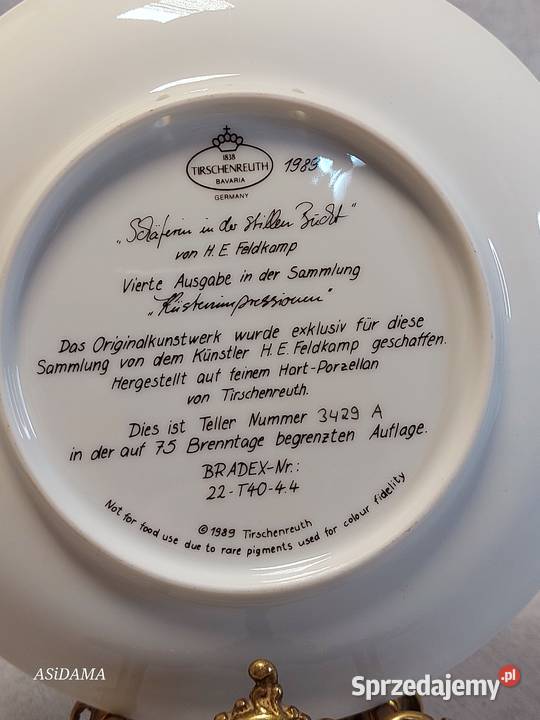 1838
TIRSCHENREUTH
BAVARIA
GERMANY
1989
„Schäferin in der stillen Bucht"
von H. E. Feldkamp
Vierte Ausgabe in der Sammlung
„Küstenimpressionen"
Das Originalkunstwerk wurde exklusiv für diese
Sammlung von dem Künstler H. E. Feldkamp geschaffen.
Hergestellt auf feinem Hart-Porzellan
von Tirschenreuth.
Dies ist Teller Nummer 3429 A
in der auf 75 Brenntage begrenzten Auflage.
BRADEX-Nr.:
22-T40-4.4
Not for food use due to rare pigments used for colour fidelity
© 1989 Tirschenreuth
ASiDAMA
Sprzedajemy.pl